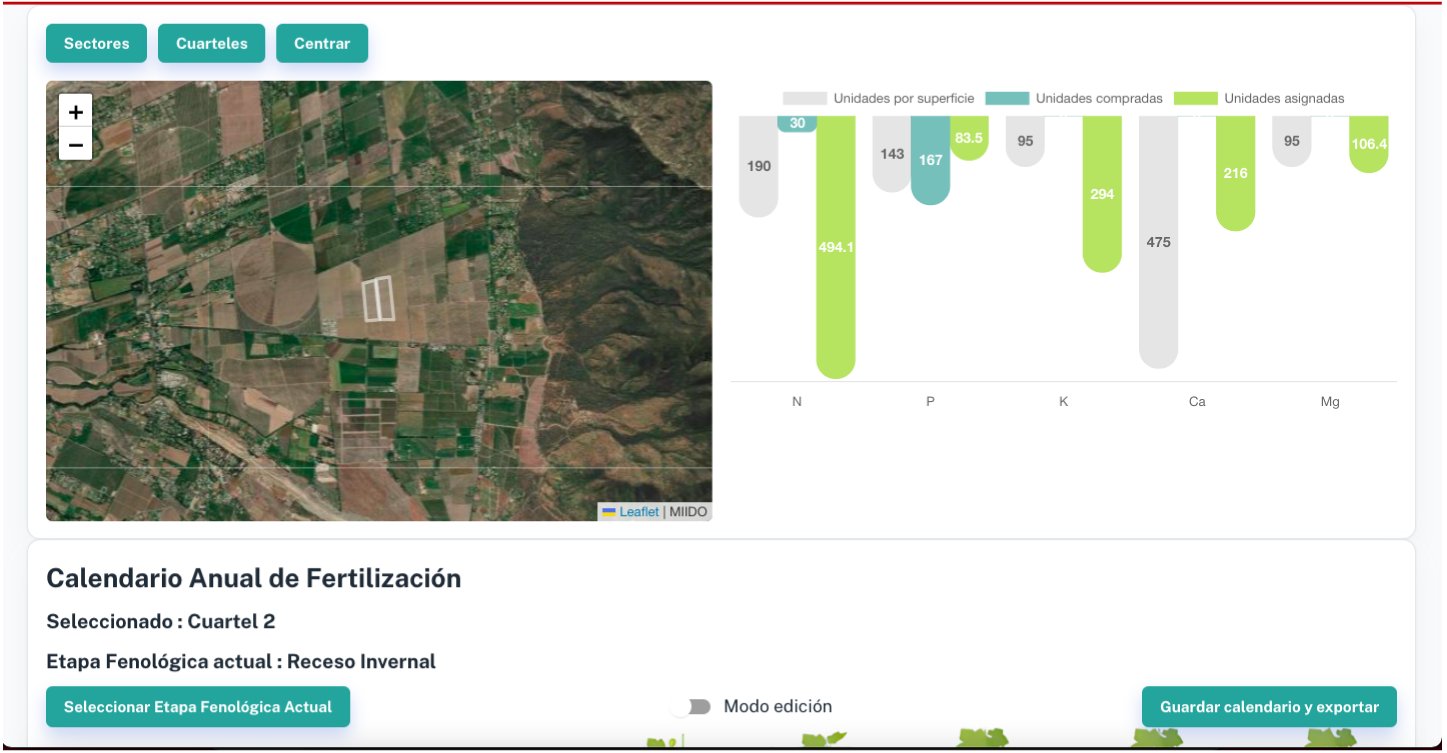 Sectores Cuarteles Centrar
+
−
Leaflet | MIIDO
Unidades por superficie Unidades compradas Unidades asignadas
190 30 494.1 143 167 83.5 95 294 475 216 95 106.4
N P K Ca Mg
Calendario Anual de Fertilización
Seleccionado : Cuartel 2
Etapa Fenológica actual : Receso Invernal
Seleccionar Etapa Fenológica Actual Modo edición Guardar calendario y exportar